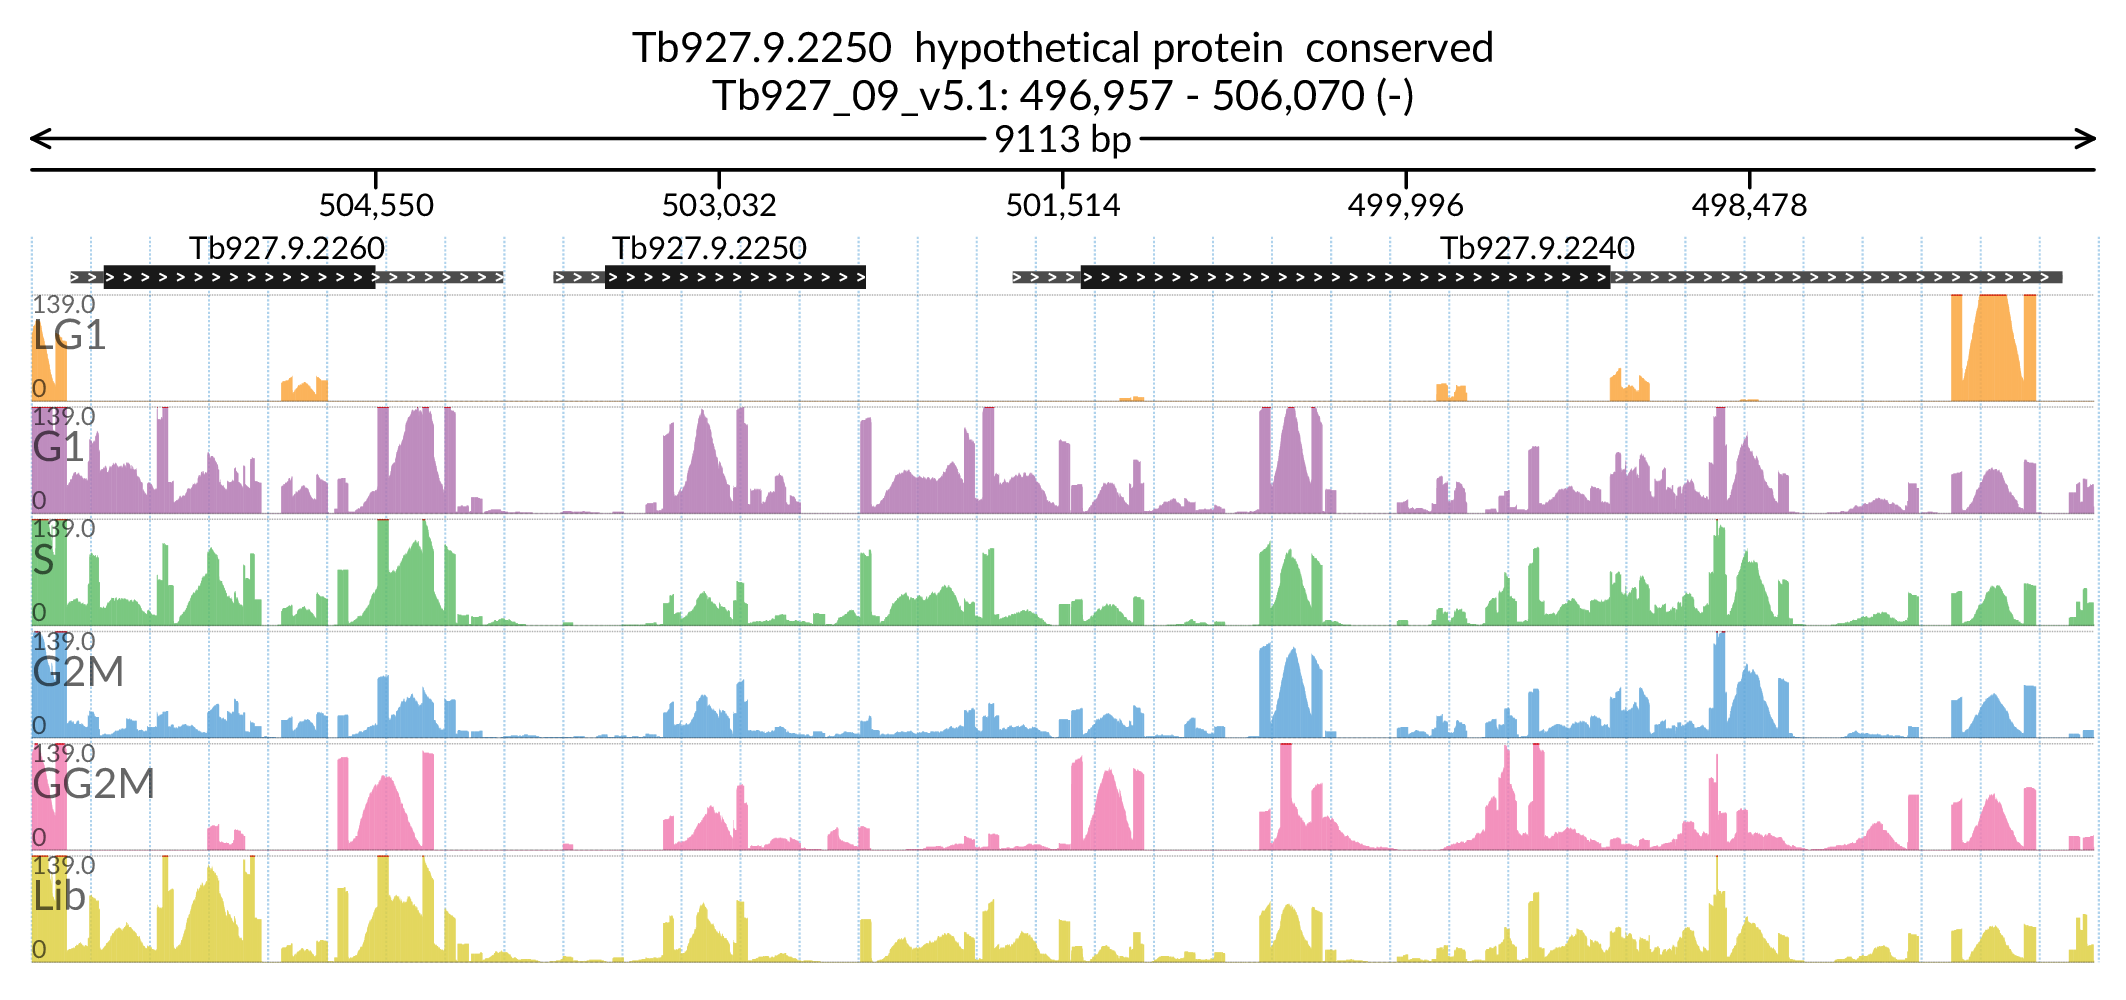 Tb927.9.2250  hypothetical protein  conserved
Tb927_09_v5.1: 496,957 - 506,070 (-)
9113 bp
504,550 503,032 501,514 499,996 498,478
Tb927.9.2260 Tb927.9.2250 Tb927.9.2240
139.0
LG1
0
139.0
G1
0
139.0
S
0
139.0
G2M
0
139.0
GG2M
0
139.0
Lib
0